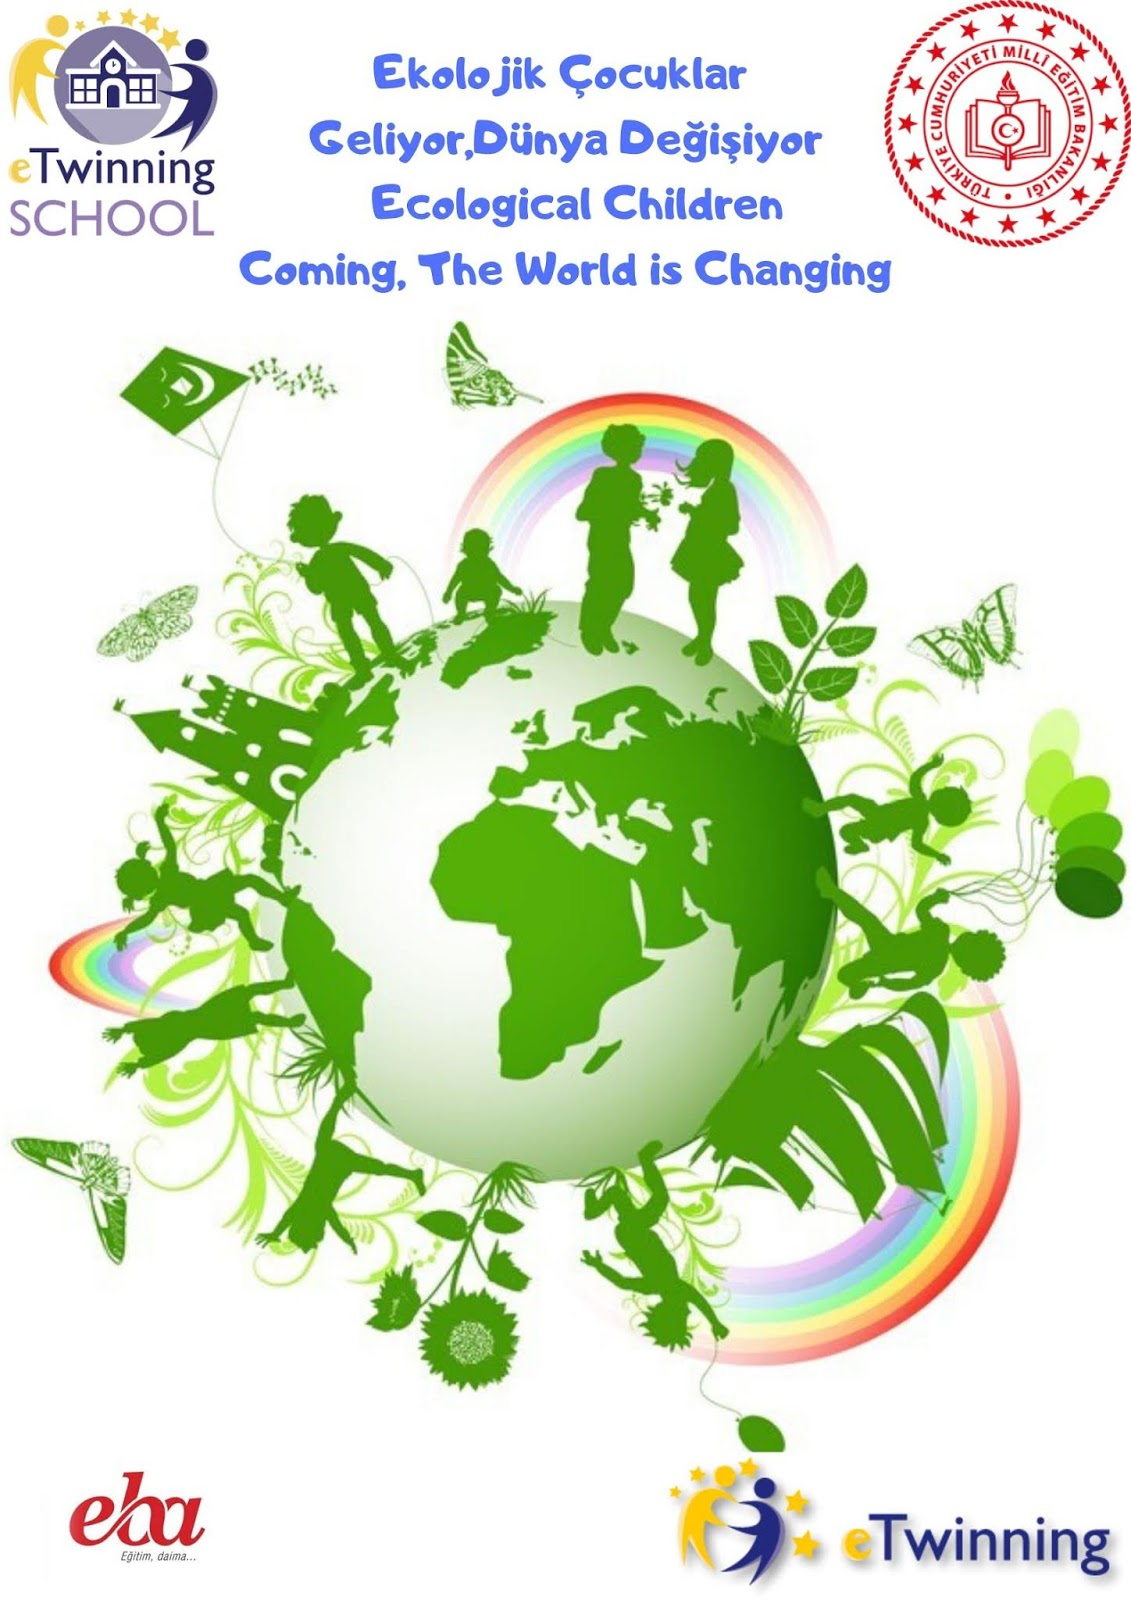 eTwinning
SCHOOL
Ekolojik Çocuklar
Geliyor,Dünya Değişiyor
Ecological Children
Coming, The World is Changing
TÜRKİYE CUMHURİYETİ MİLLİ EĞİTİM BAKANLIĞI
eba
Eğitim, daima...
eTwinning